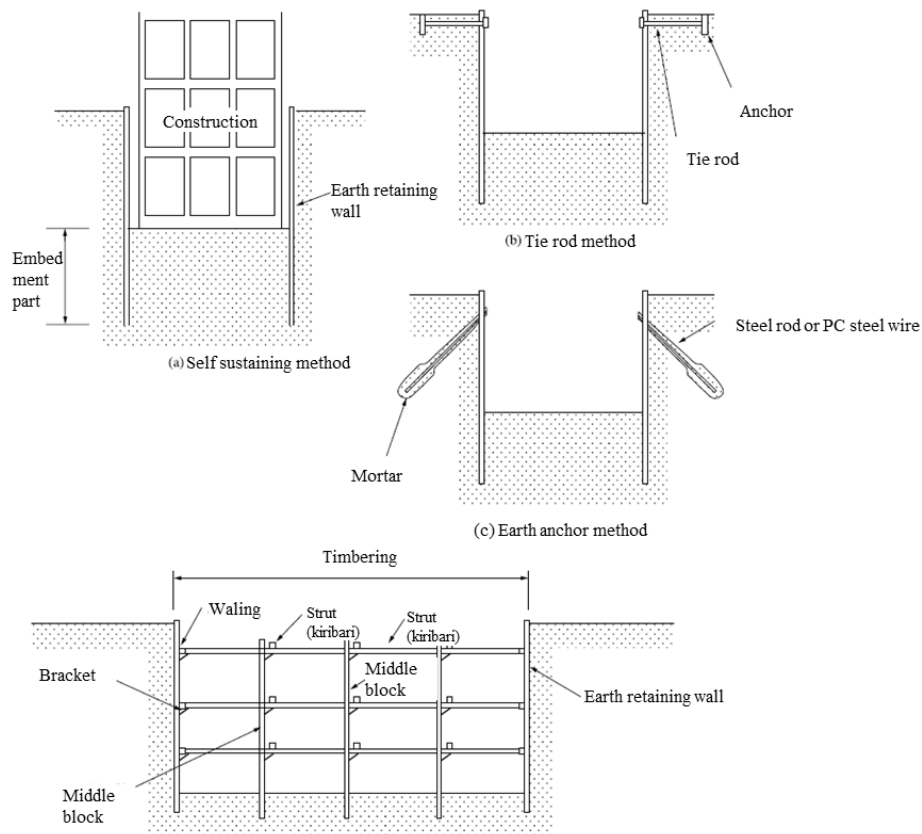 Construction
Earth retaining
wall
Embed
ment
part
(a) Self sustaining method
Anchor
Tie rod
(b) Tie rod method
Steel rod or PC steel wire
Mortar
(c) Earth anchor method
Timbering
Waling
Strut
(kiribari)
Strut
(kiribari)
Middle
block
Bracket
Earth retaining wall
Middle
block